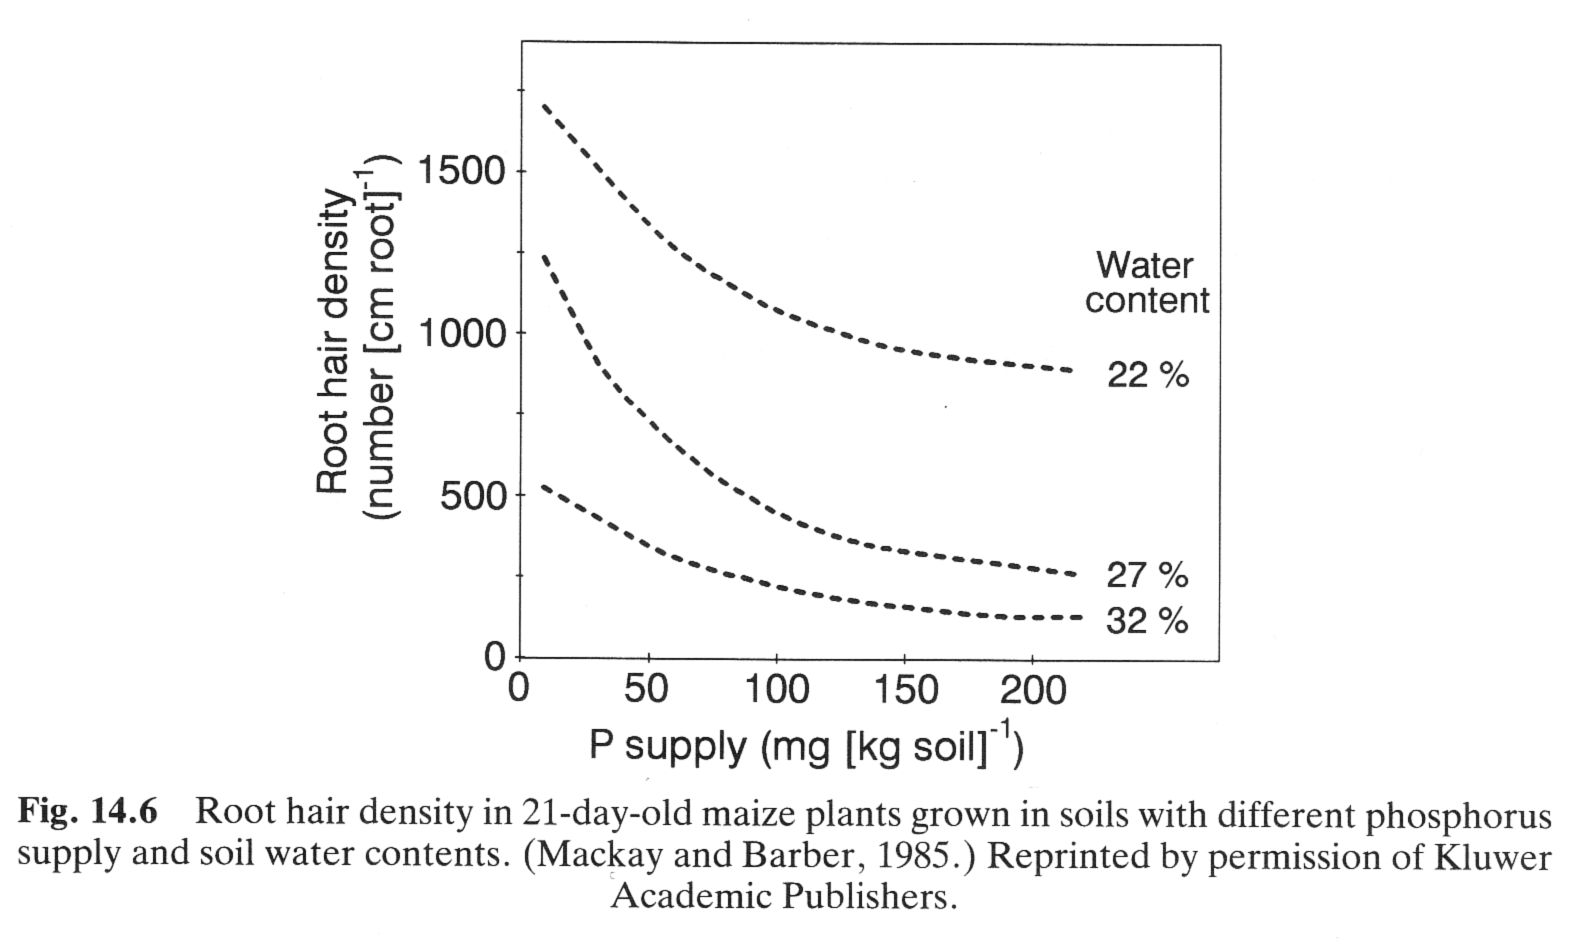 1500
1000
500
0
Root hair density
(number [cm root]⁻¹)
Water
content
22 %
27 %
32 %
0 50 100 150 200
P supply (mg [kg soil]⁻¹)
Fig. 14.6 Root hair density in 21-day-old maize plants grown in soils with different phosphorus
supply and soil water contents. (Mackay and Barber, 1985.) Reprinted by permission of Kluwer
Academic Publishers.